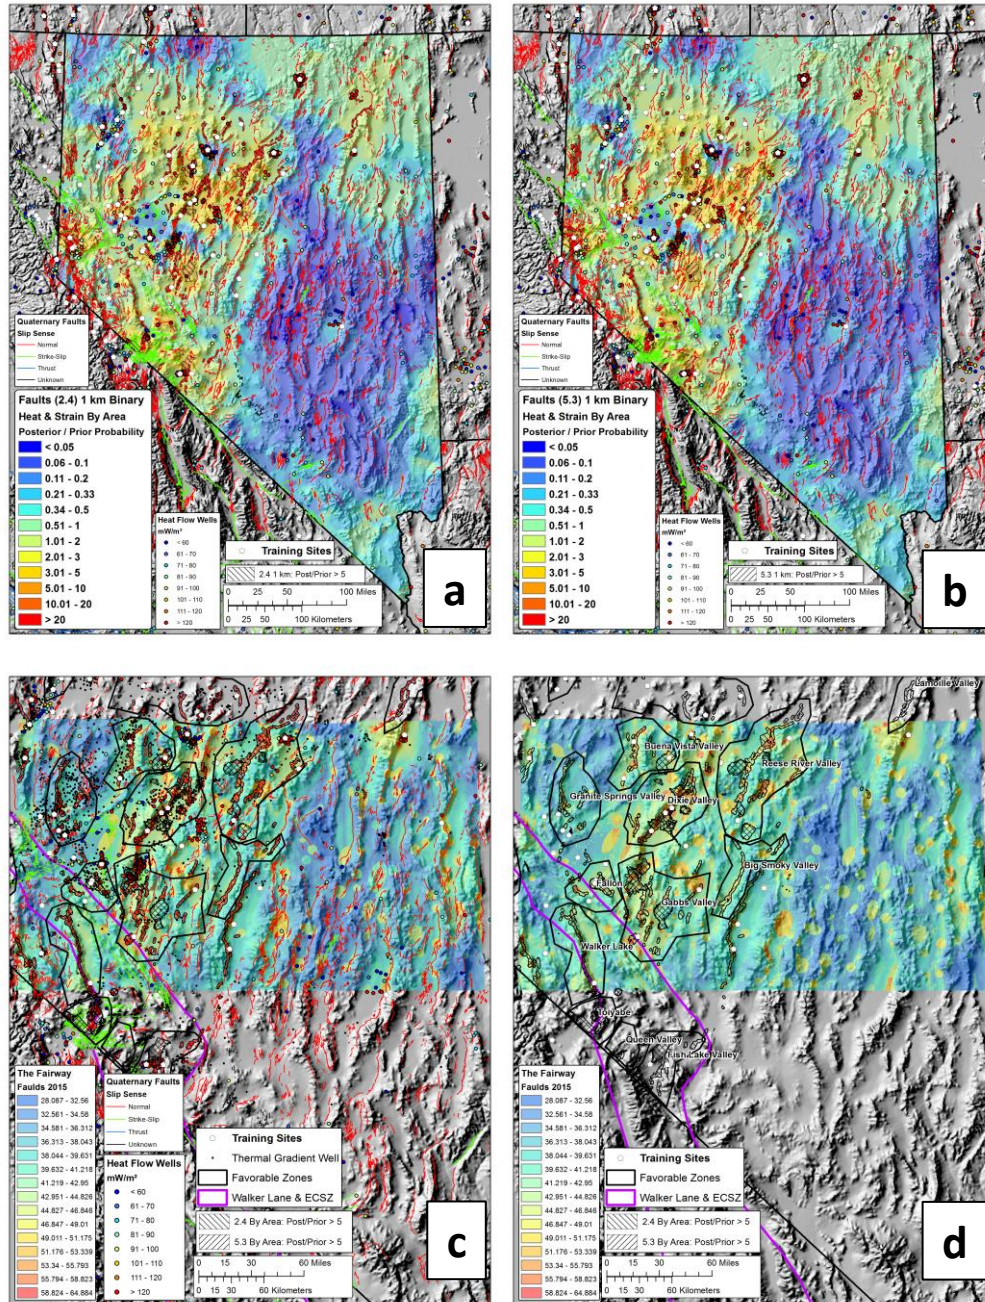 Quaternary Faults
Slip Sense
Normal
Strike-Slip
Thrust
Unknown
Faults (2.4) 1 km Binary
Heat & Strain By Area
Posterior / Prior Probability
< 0.05
0.06 - 0.1
0.11 - 0.2
0.21 - 0.33
0.34 - 0.5
0.51 - 1
1.01 - 2
2.01 - 3
3.01 - 5
5.01 - 10
10.01 - 20
> 20
Heat Flow Wells
mW/m²
< 60
61 - 70
71 - 80
81 - 90
91 - 100
101 - 110
111 - 120
> 120
Training Sites
2.4 1 km: Post/Prior > 5
0 25 50 100 Miles
0 25 50 100 Kilometers
a
Quaternary Faults
Slip Sense
Normal
Strike-Slip
Thrust
Unknown
Faults (5.3) 1 km Binary
Heat & Strain By Area
Posterior / Prior Probability
< 0.05
0.06 - 0.1
0.11 - 0.2
0.21 - 0.33
0.34 - 0.5
0.51 - 1
1.01 - 2
2.01 - 3
3.01 - 5
5.01 - 10
10.01 - 20
> 20
Heat Flow Wells
mW/m²
< 60
61 - 70
71 - 80
81 - 90
91 - 100
101 - 110
111 - 120
> 120
Training Sites
5.3 1 km: Post/Prior > 5
0 25 50 100 Miles
0 25 50 100 Kilometers
b
The Fairway
Faulds 2015
28.087 - 32.56
32.561 - 34.58
34.581 - 36.312
36.313 - 38.043
38.044 - 39.631
39.632 - 41.218
41.219 - 42.95
42.951 - 44.826
44.827 - 46.846
46.847 - 49.01
49.011 - 51.175
51.176 - 53.339
53.34 - 55.793
55.794 - 58.823
58.824 - 64.884
Quaternary Faults
Slip Sense
Normal
Strike-Slip
Thrust
Unknown
Heat Flow Wells
mW/m²
< 60
61 - 70
71 - 80
81 - 90
91 - 100
101 - 110
111 - 120
> 120
Training Sites
Thermal Gradient Well
Favorable Zones
Walker Lane & ECSZ
2.4 By Area: Post/Prior > 5
5.3 By Area: Post/Prior > 5
0 15 30 60 Miles
0 15 30 60 Kilometers
c
Lamoille Valley
Buena Vista Valley
Reese River Valley
Granite Springs Valley
Dixie Valley
Big Smoky Valley
Fallon
Gabbs Valley
Walker Lake
Toiyabe
Queen Valley
Fish Lake Valley
The Fairway
Faulds 2015
28.087 - 32.56
32.561 - 34.58
34.581 - 36.312
36.313 - 38.043
38.044 - 39.631
39.632 - 41.218
41.219 - 42.95
42.951 - 44.826
44.827 - 46.846
46.847 - 49.01
49.011 - 51.175
51.176 - 53.339
53.34 - 55.793
55.794 - 58.823
58.824 - 64.884
Training Sites
Favorable Zones
Walker Lane & ECSZ
2.4 By Area: Post/Prior > 5
5.3 By Area: Post/Prior > 5
0 15 30 60 Miles
0 15 30 60 Kilometers
d